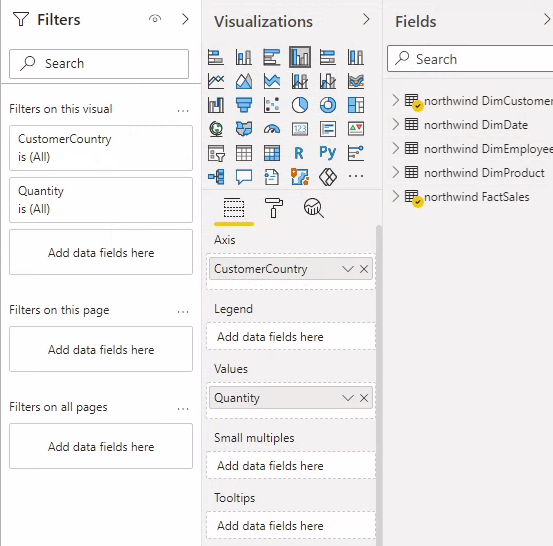 Filters
Search
Filters on this visual
CustomerCountry
is (All)
Quantity
is (All)
Add data fields here
Filters on this page
Add data fields here
Filters on all pages
Add data fields here
Visualizations
123
R Py
Axis
CustomerCountry
Legend
Add data fields here
Values
Quantity
Small multiples
Add data fields here
Tooltips
Add data fields here
Fields
Search
northwind DimCustomer
northwind DimDate
northwind DimEmployee
northwind DimProduct
northwind FactSales